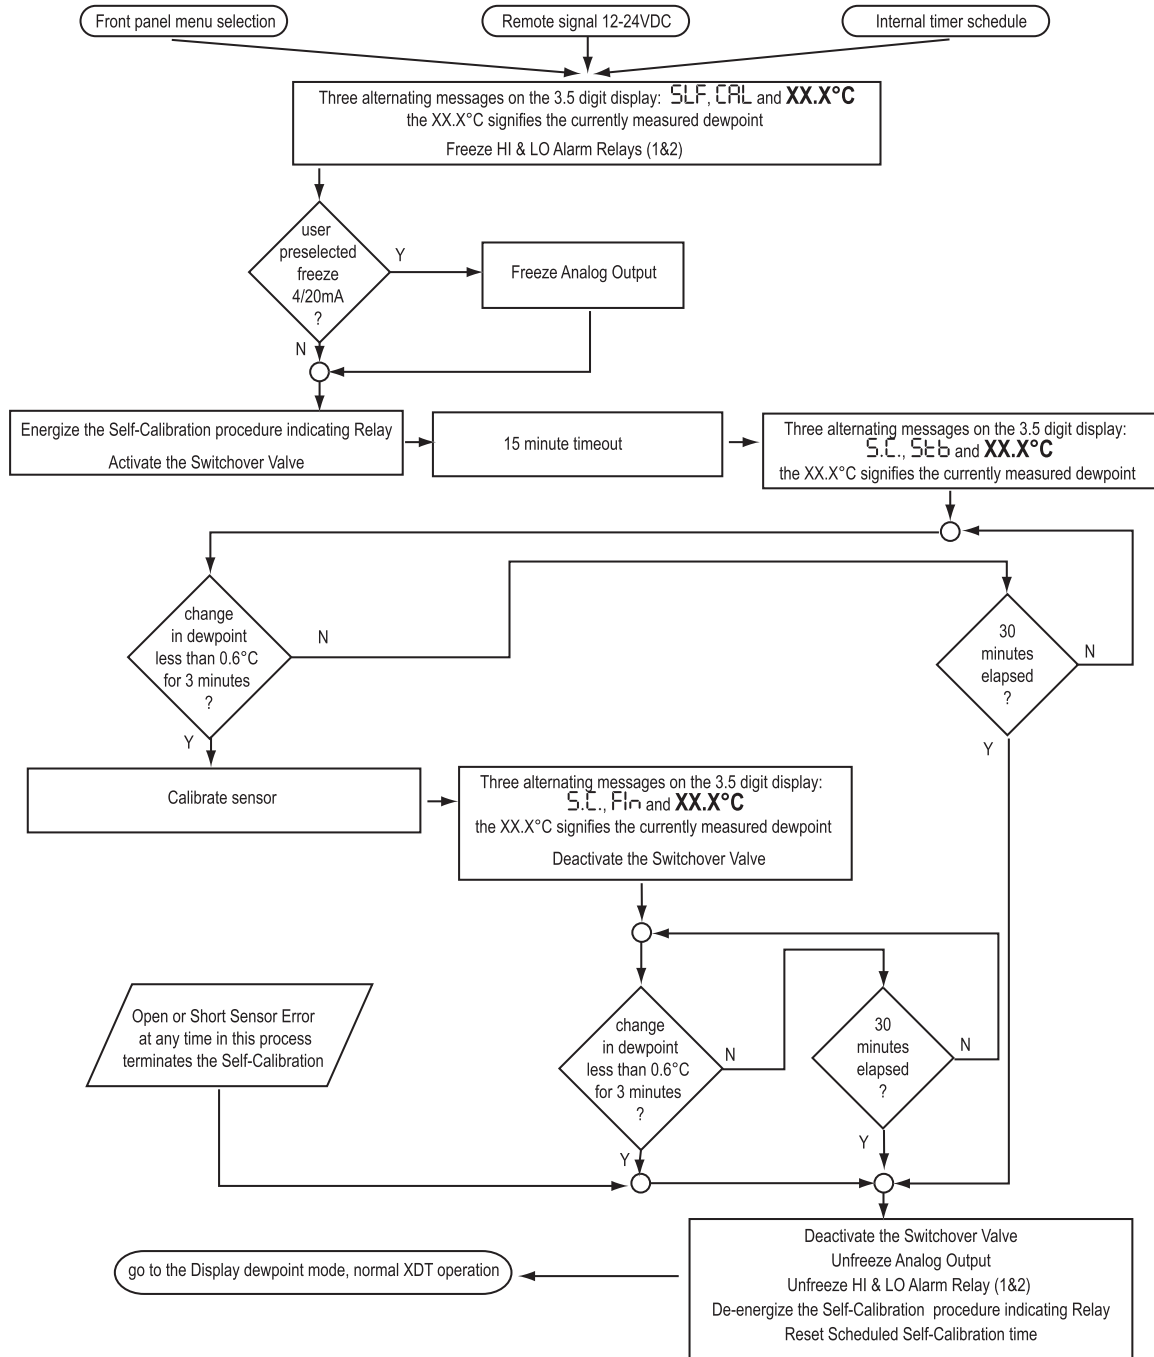 Front panel menu selection
Remote signal 12-24VDC
Internal timer schedule
Three alternating messages on the 3.5 digit display: SLF, CAL and XX.X°C
the XX.X°C signifies the currently measured dewpoint
Freeze HI & LO Alarm Relays (1&2)
user
preselected
freeze
4/20mA
?
Y
Freeze Analog Output
N
Energize the Self-Calibration procedure indicating Relay
Activate the Switchover Valve
15 minute timeout
Three alternating messages on the 3.5 digit display:
S.C., Stb and XX.X°C
the XX.X°C signifies the currently measured dewpoint
change
in dewpoint
less than 0.6°C
for 3 minutes
?
N
30
minutes
elapsed
?
N
Y
Y
Calibrate sensor
Three alternating messages on the 3.5 digit display:
S.C., FIn and XX.X°C
the XX.X°C signifies the currently measured dewpoint
Deactivate the Switchover Valve
Open or Short Sensor Error
at any time in this process
terminates the Self-Calibration
change
in dewpoint
less than 0.6°C
for 3 minutes
?
N
30
minutes
elapsed
?
N
Y
Y
Deactivate the Switchover Valve
Unfreeze Analog Output
Unfreeze HI & LO Alarm Relay (1&2)
De-energize the Self-Calibration procedure indicating Relay
Reset Scheduled Self-Calibration time
go to the Display dewpoint mode, normal XDT operation